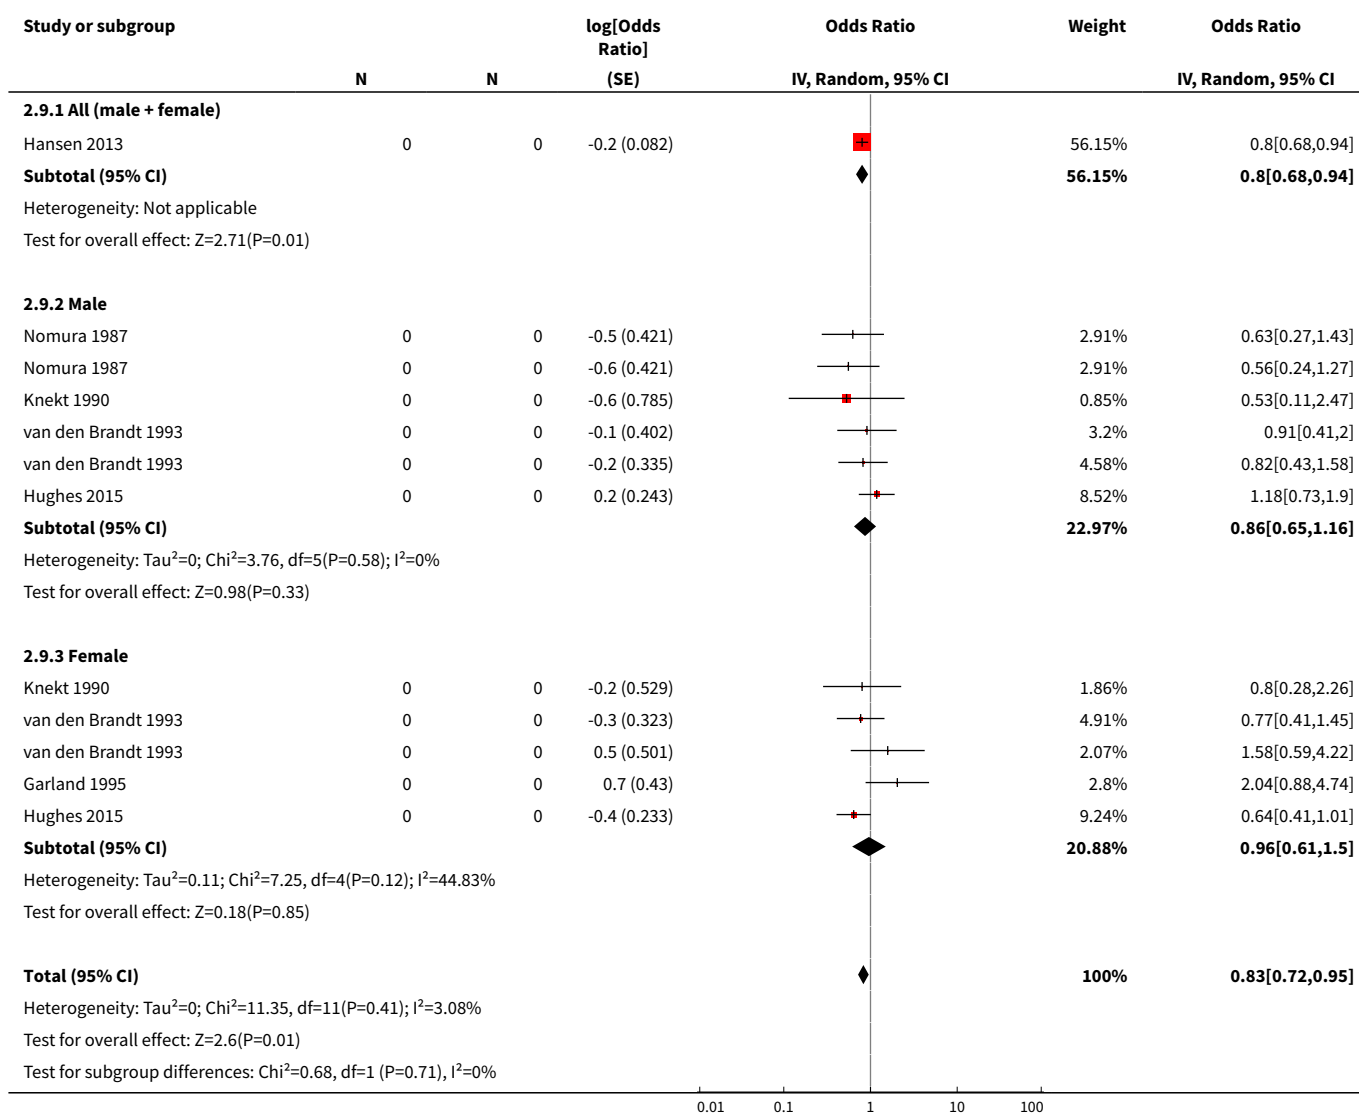 Study or subgroup log[Odds Ratio] Odds Ratio Weight Odds Ratio
N N (SE) IV, Random, 95% CI IV, Random, 95% CI
2.9.1 All (male + female)
Hansen 2013 0 0 -0.2 (0.082) 56.15% 0.8[0.68,0.94]
Subtotal (95% CI) 56.15% 0.8[0.68,0.94]
Heterogeneity: Not applicable
Test for overall effect: Z=2.71(P=0.01)
2.9.2 Male
Nomura 1987 0 0 -0.5 (0.421) 2.91% 0.63[0.27,1.43]
Nomura 1987 0 0 -0.6 (0.421) 2.91% 0.56[0.24,1.27]
Knekt 1990 0 0 -0.6 (0.785) 0.85% 0.53[0.11,2.47]
van den Brandt 1993 0 0 -0.1 (0.402) 3.2% 0.91[0.41,2]
van den Brandt 1993 0 0 -0.2 (0.335) 4.58% 0.82[0.43,1.58]
Hughes 2015 0 0 0.2 (0.243) 8.52% 1.18[0.73,1.9]
Subtotal (95% CI) 22.97% 0.86[0.65,1.16]
Heterogeneity: Tau²=0; Chi²=3.76, df=5(P=0.58); I²=0%
Test for overall effect: Z=0.98(P=0.33)
2.9.3 Female
Knekt 1990 0 0 -0.2 (0.529) 1.86% 0.8[0.28,2.26]
van den Brandt 1993 0 0 -0.3 (0.323) 4.91% 0.77[0.41,1.45]
van den Brandt 1993 0 0 0.5 (0.501) 2.07% 1.58[0.59,4.22]
Garland 1995 0 0 0.7 (0.43) 2.8% 2.04[0.88,4.74]
Hughes 2015 0 0 -0.4 (0.233) 9.24% 0.64[0.41,1.01]
Subtotal (95% CI) 20.88% 0.96[0.61,1.5]
Heterogeneity: Tau²=0.11; Chi²=7.25, df=4(P=0.12); I²=44.83%
Test for overall effect: Z=0.18(P=0.85)
Total (95% CI) 100% 0.83[0.72,0.95]
Heterogeneity: Tau²=0; Chi²=11.35, df=11(P=0.41); I²=3.08%
Test for overall effect: Z=2.6(P=0.01)
Test for subgroup differences: Chi²=0.68, df=1 (P=0.71), I²=0%
0.01 0.1 1 10 100